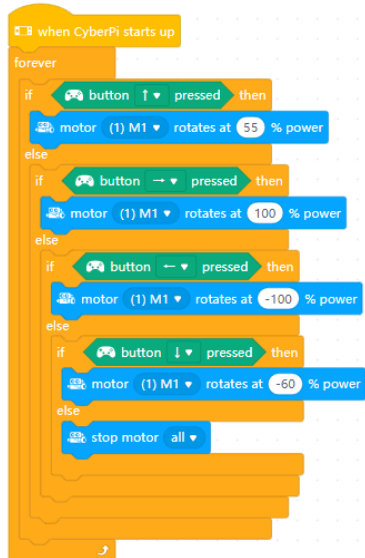 when CyberPi starts up
forever
if button ↑ pressed then
motor (1) M1 rotates at 55 % power
else
if button → pressed then
motor (1) M1 rotates at 100 % power
else
if button ← pressed then
motor (1) M1 rotates at -100 % power
else
if button ↓ pressed then
motor (1) M1 rotates at -60 % power
else
stop motor all